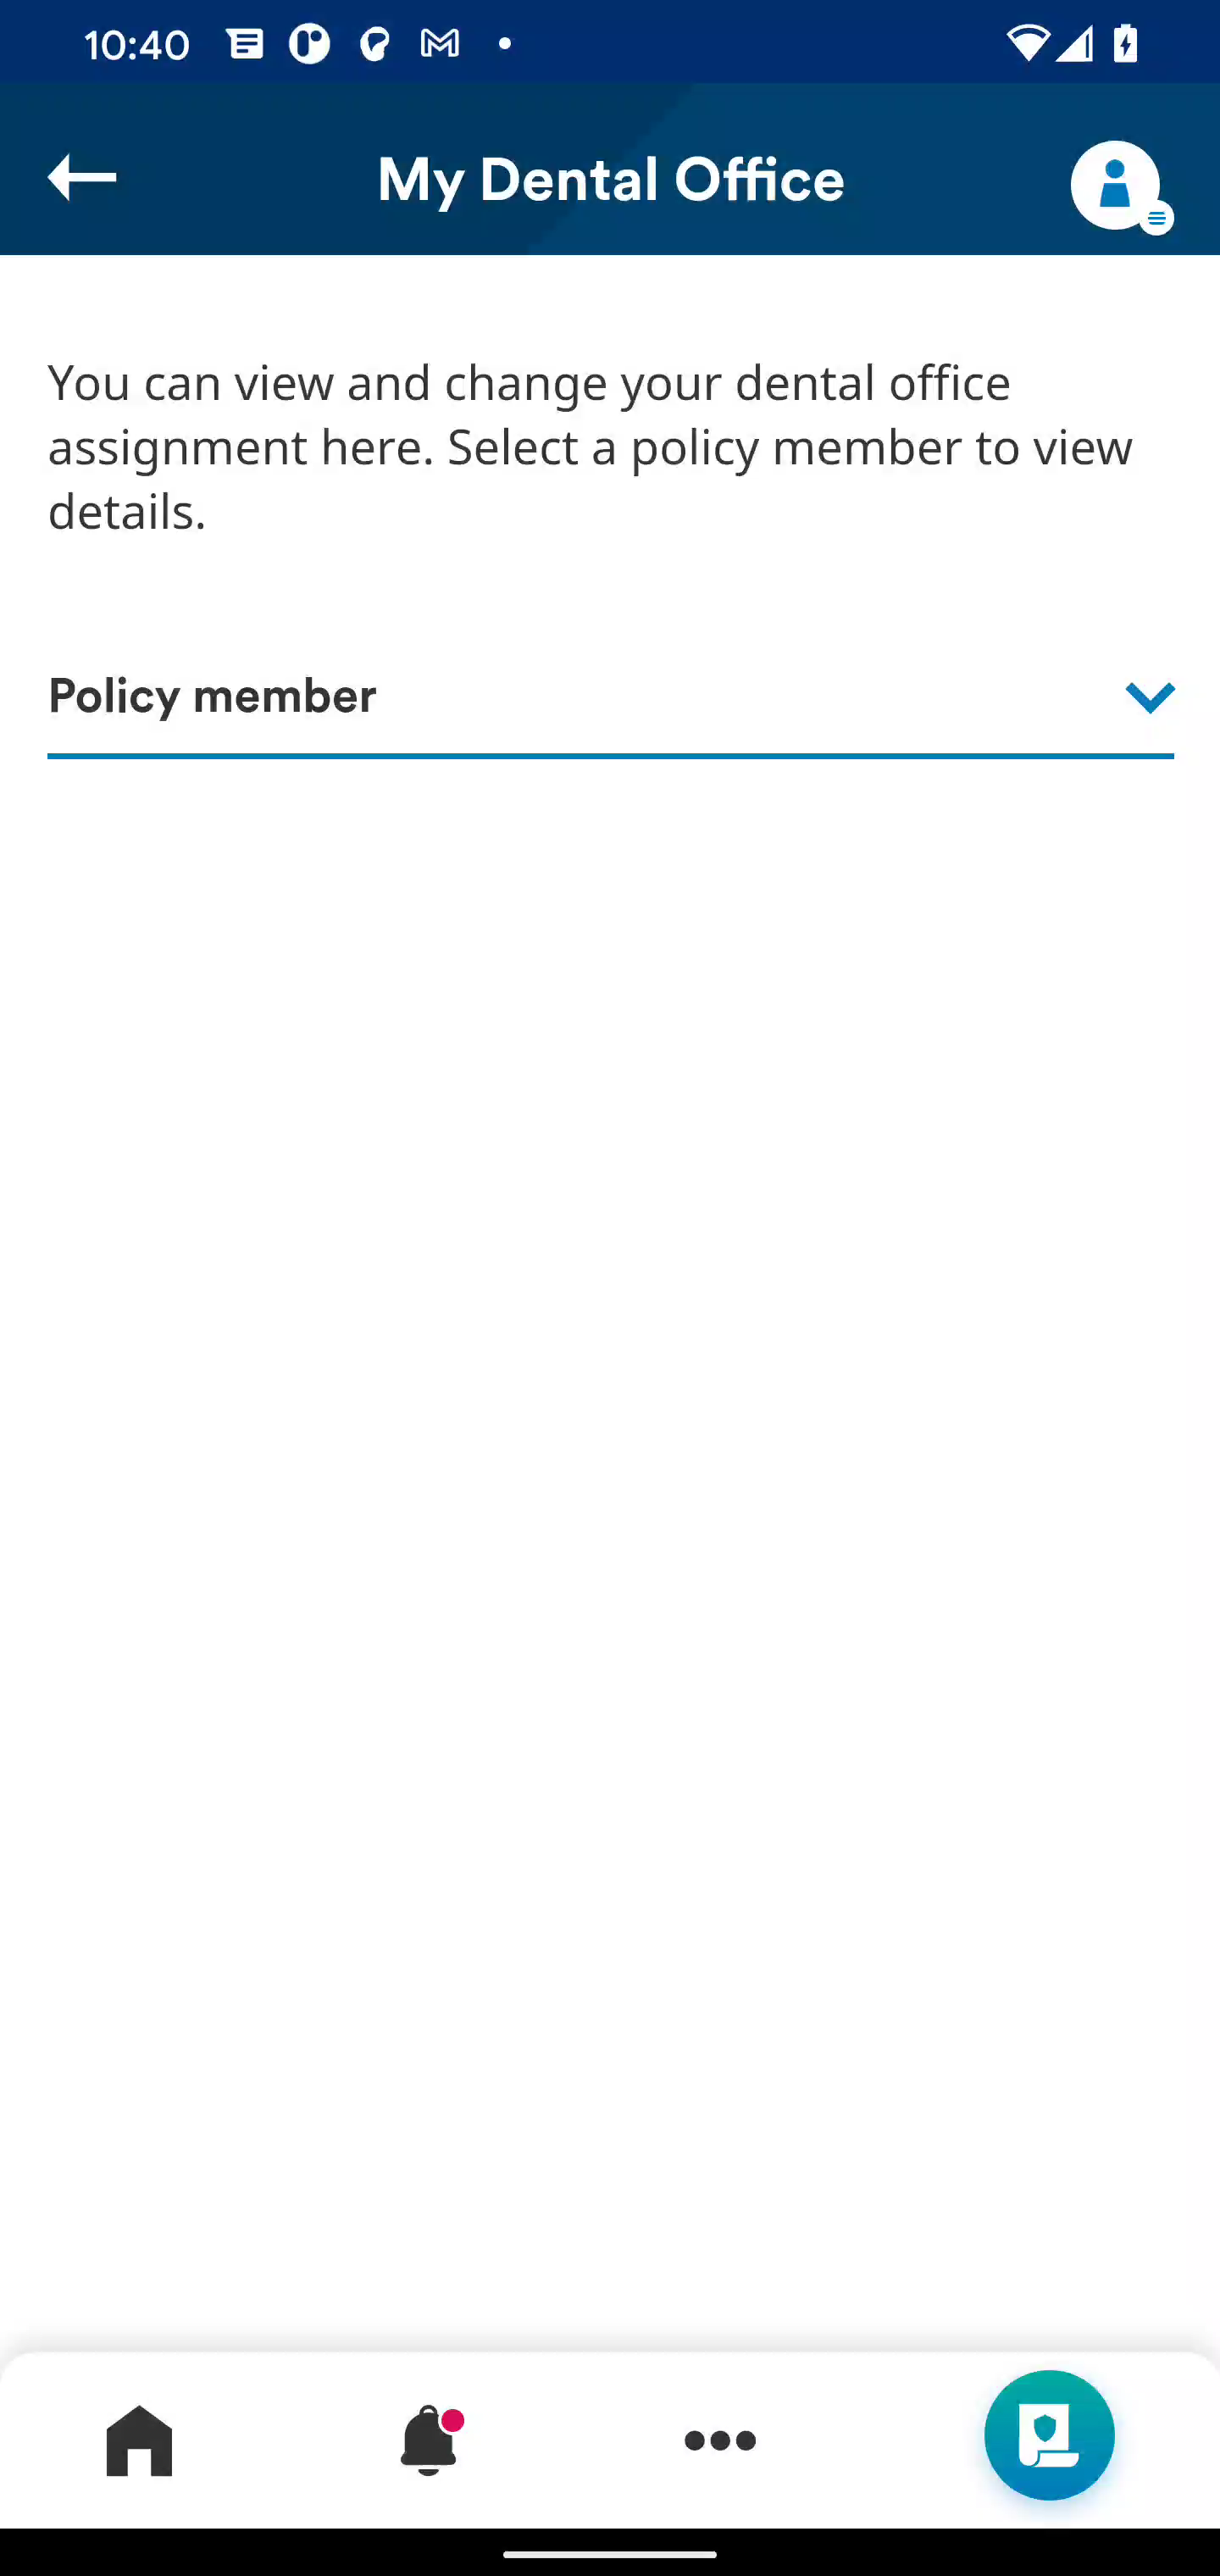 10:40
My Dental Office
You can view and change your dental office
assignment here. Select a policy member to view
details.
Policy member